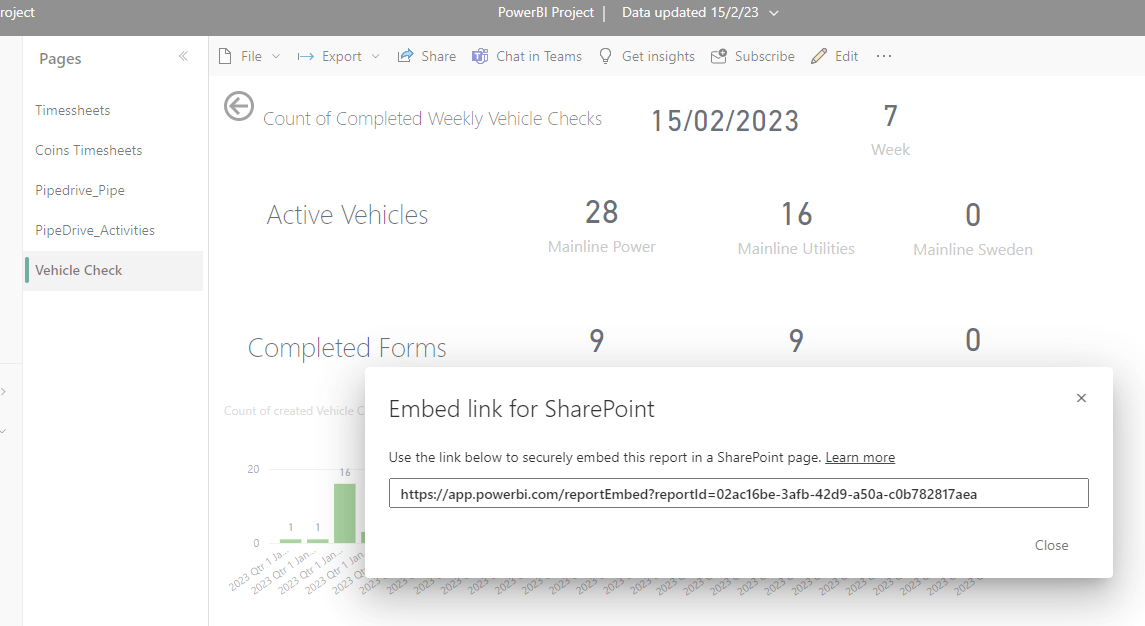 roject
PowerBI Project | Data updated 15/2/23
Pages
File Export Share Chat in Teams Get insights Subscribe Edit ...
Timessheets
Coins Timesheets
Pipedrive_Pipe
PipeDrive_Activities
Vehicle Check
Count of Completed Weekly Vehicle Checks
15/02/2023
7
Week
Active Vehicles
28
Mainline Power
16
Mainline Utilities
0
Mainline Sweden
Completed Forms
9
9
0
Count of created Vehicle C
Embed link for SharePoint
Use the link below to securely embed this report in a SharePoint page. Learn more
https://app.powerbi.com/reportEmbed?reportId=02ac16be-3afb-42d9-a50a-c0b782817aea
Close
20
16
1
1
0
2023 Qtr 1 Ja...
2023 Qtr 1 Jan...
2023 Qtr 1 Jan...
2023 Qtr 1 Jan
2023 Qt